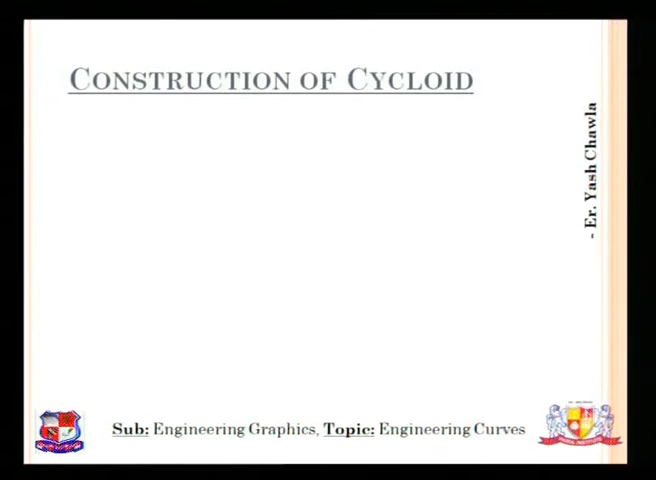 CONSTRUCTION OF CYCLOID
- Er. Yash Chawla
Sub: Engineering Graphics, Topic: Engineering Curves